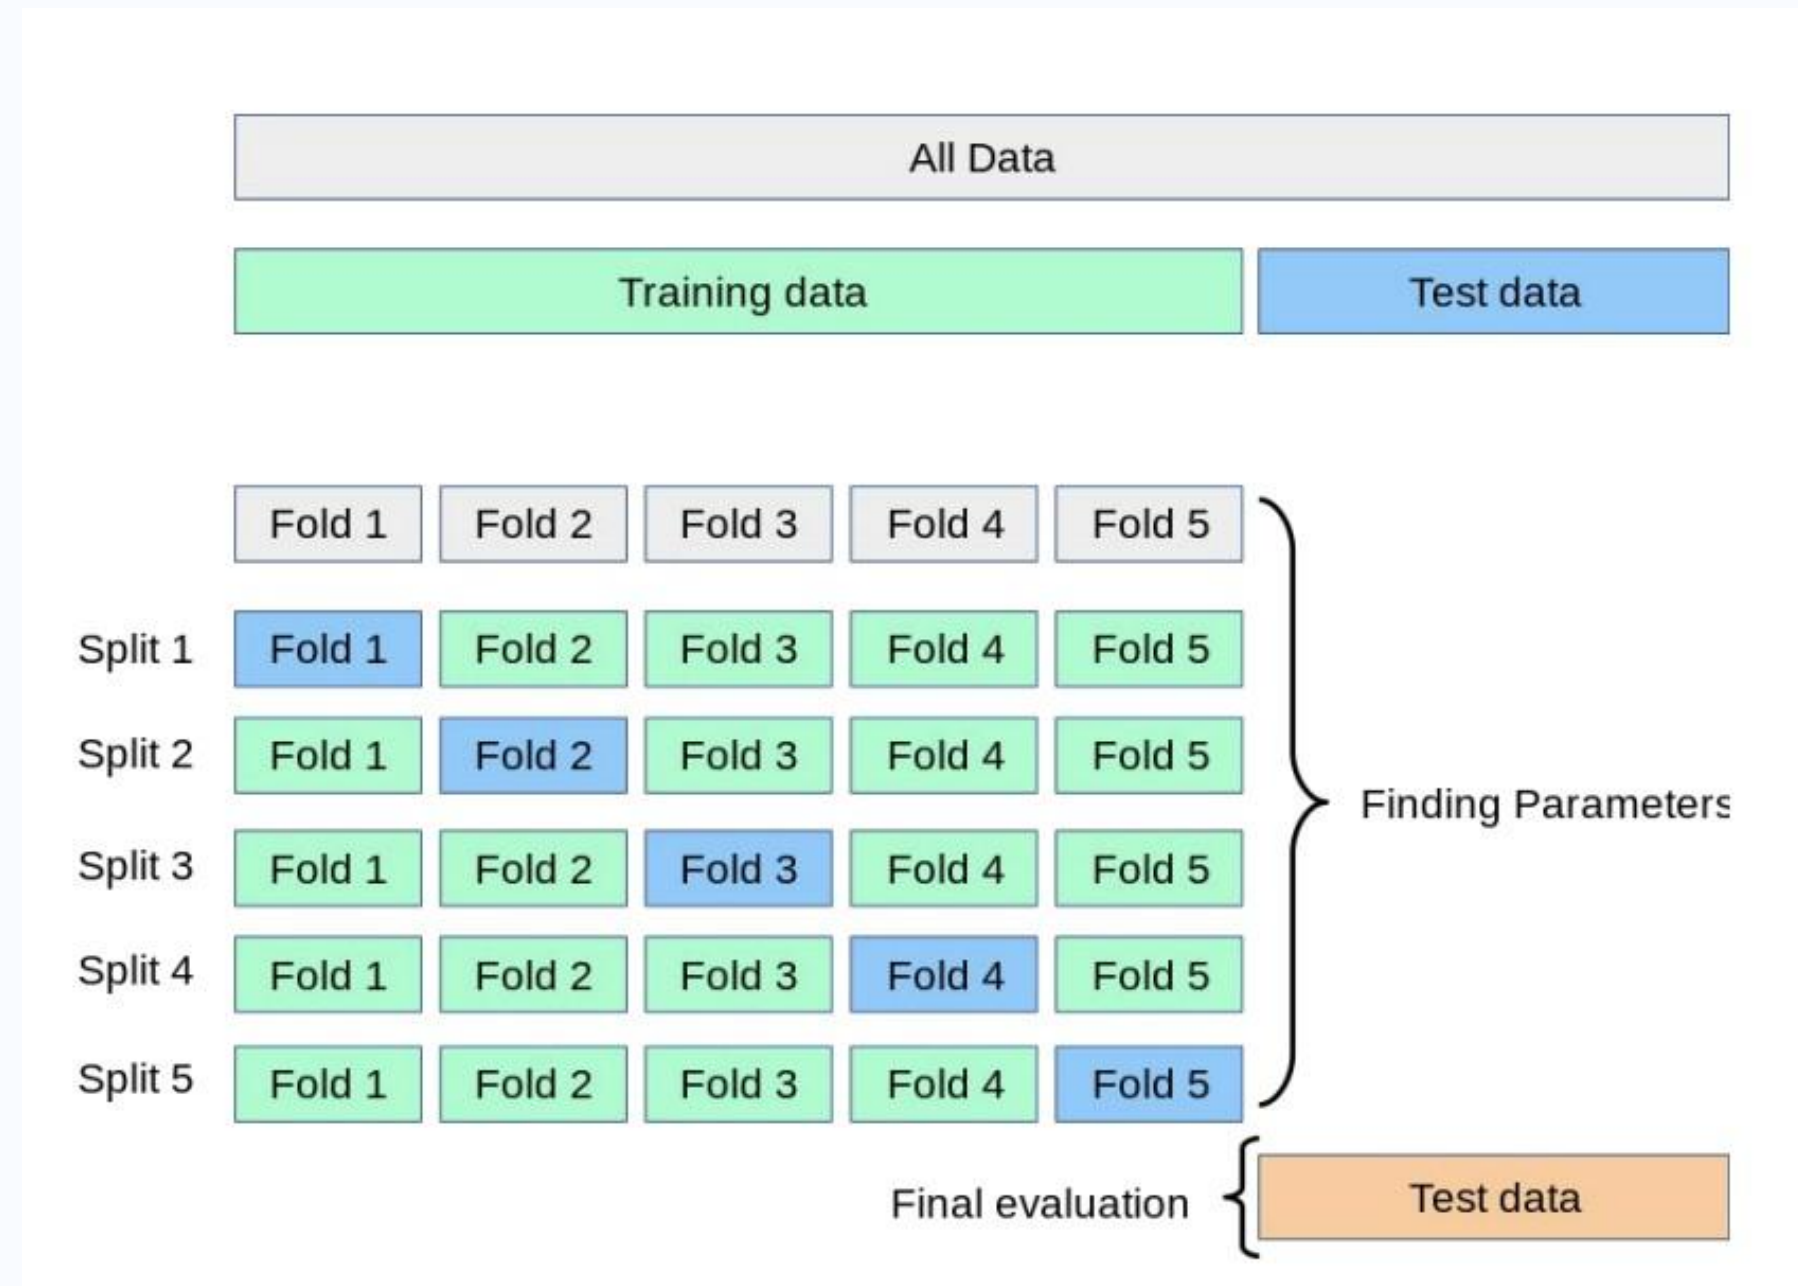 All Data
Training data Test data
Fold 1 Fold 2 Fold 3 Fold 4 Fold 5
Split 1 Fold 1 Fold 2 Fold 3 Fold 4 Fold 5
Split 2 Fold 1 Fold 2 Fold 3 Fold 4 Fold 5
Finding Parameters
Split 3 Fold 1 Fold 2 Fold 3 Fold 4 Fold 5
Split 4 Fold 1 Fold 2 Fold 3 Fold 4 Fold 5
Split 5 Fold 1 Fold 2 Fold 3 Fold 4 Fold 5
Final evaluation Test data